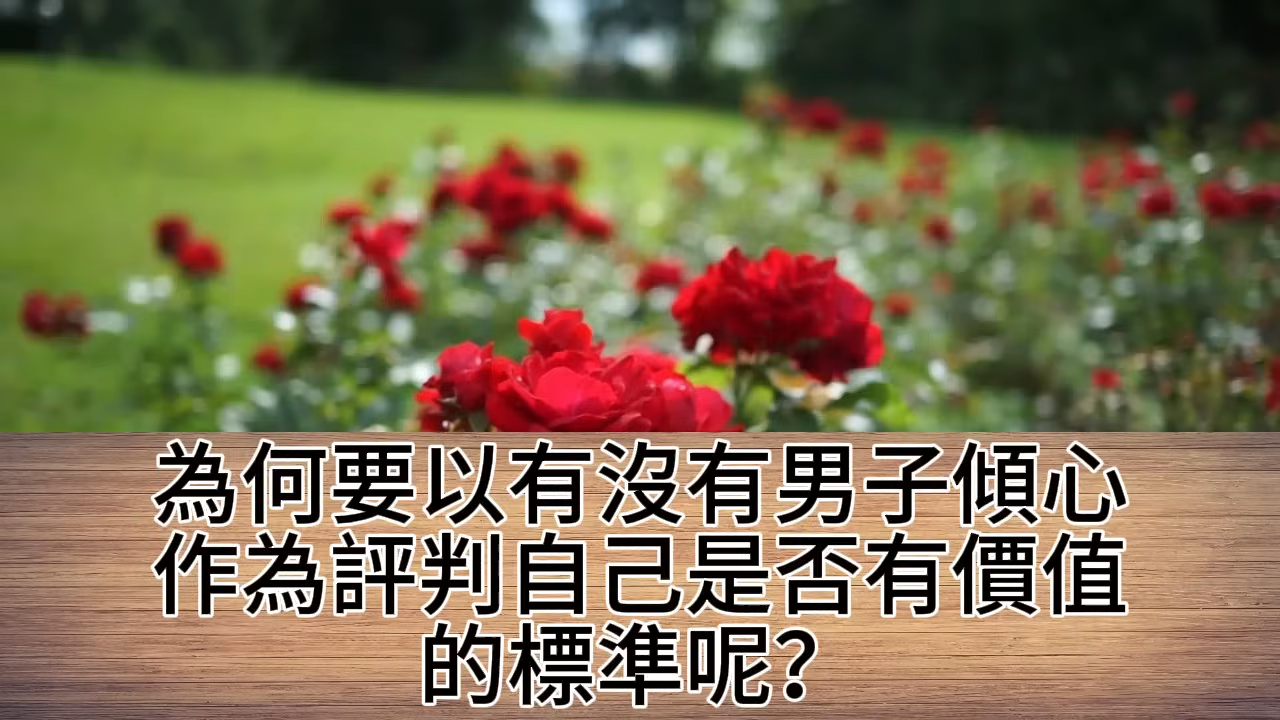 為何要以有沒有男子傾心
作為評判自己是否有價值
的標準呢？